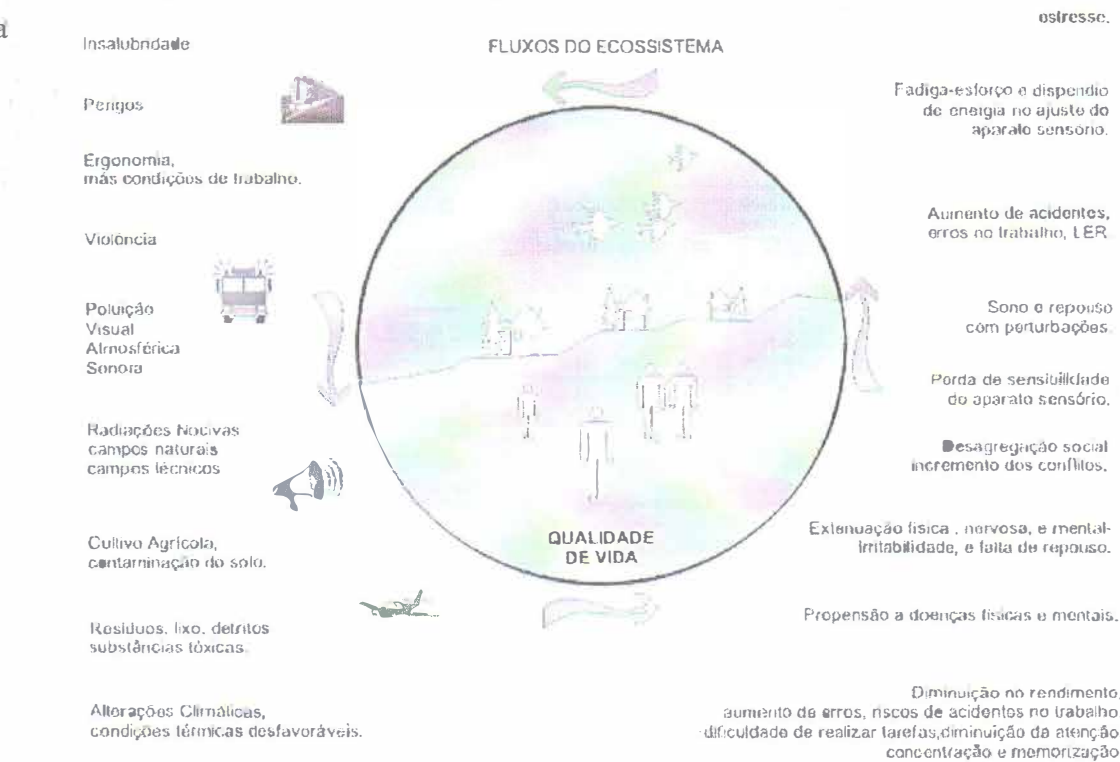 a
Insalubridade
Perigos
Ergonomia,
más condições de trabalho.
Violência
Poluição
Visual
Atmosférica
Sonora
Radiações Nocivas
campos naturais
campos técnicos
Cultivo Agrícola,
contaminação do solo.
Resíduos, lixo, detritos
substâncias tóxicas.
Alterações Climáticas,
condições térmicas desfavoráveis.
FLUXOS DO ECOSSISTEMA
QUALIDADE
DE VIDA
estresse.
Fadiga-esforço e dispendio
de energia no ajuste do
aparato sensório.
Aumento de acidentes,
erros no trabalho, LER
Sono e repouso
com perturbações.
Perda de sensibilidade
do aparato sensório.
Desagregação social
incremento dos conflitos.
Extenuação física , nervosa, e mental-
irritabilidade, e falta de repouso.
Propensão a doenças físicas e mentais.
Diminuição no rendimento,
aumento de erros, riscos de acidentes no trabalho
dificuldade de realizar tarefas,diminuição da atenção
concentração e memorização